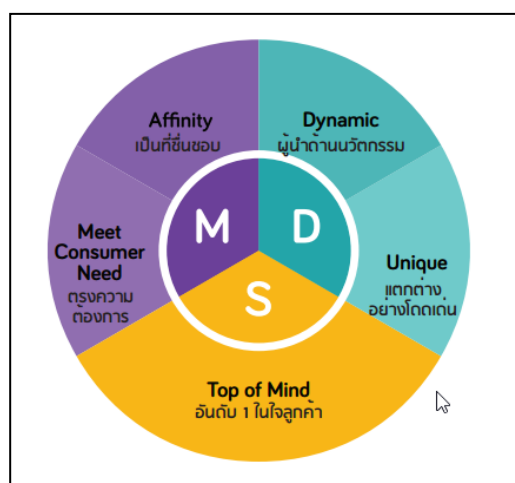 Affinity
เป็นที่ชื่นชอบ
Dynamic
ผู้นำด้านนวัตกรรม
M
D
S
Meet
Consumer
Need
ตรงความ
ต้องการ
Unique
แตกต่าง
อย่างโดดเด่น
Top of Mind
อันดับ 1 ในใจลูกค้า